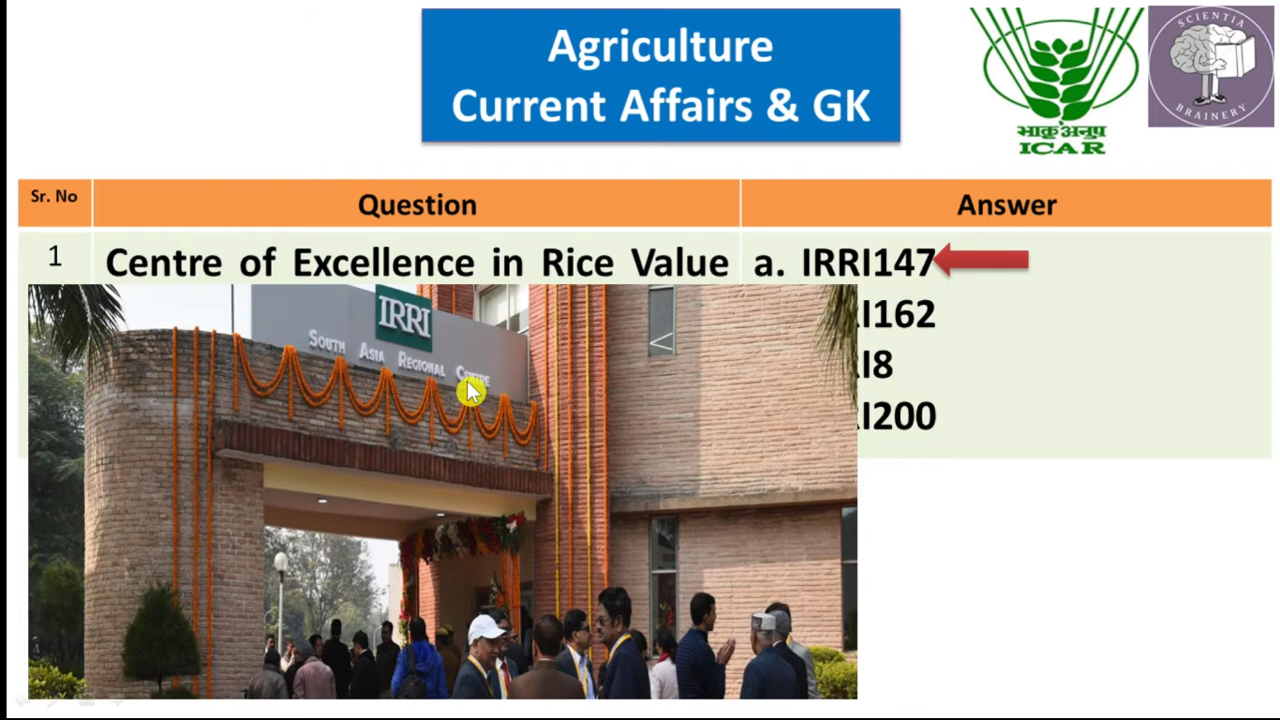 Agriculture
Current Affairs & GK
भाकृअनुप
ICAR
SCIENTIA
BRAINERY
Sr. No Question Answer
1 Centre of Excellence in Rice Value a. IRRI147
I162
I8
I200
IRRI
SOUTH ASIA REGIONAL CENTRE